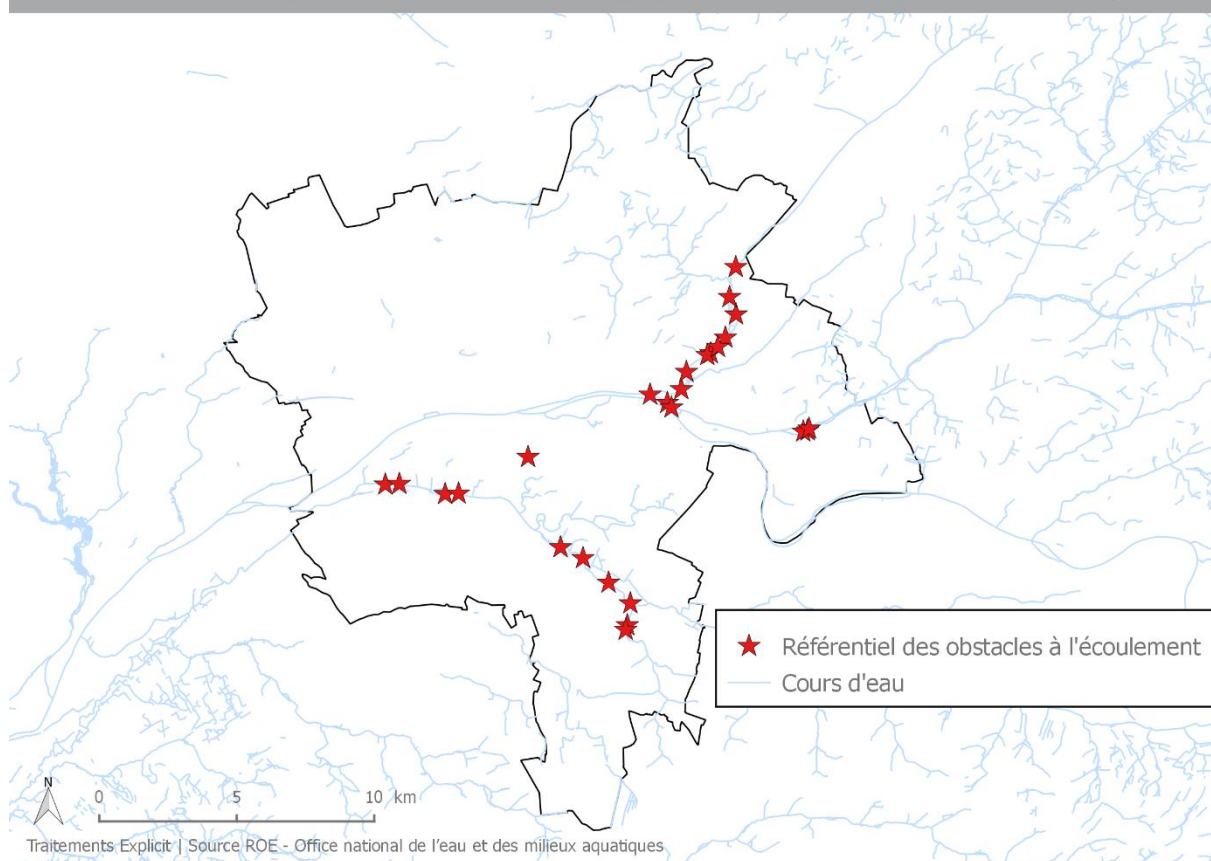 Référentiel des obstacles à l'écoulement
Cours d'eau
N
0 5 10 km
Traitements Explicit | Source ROE - Office national de l'eau et des milieux aquatiques